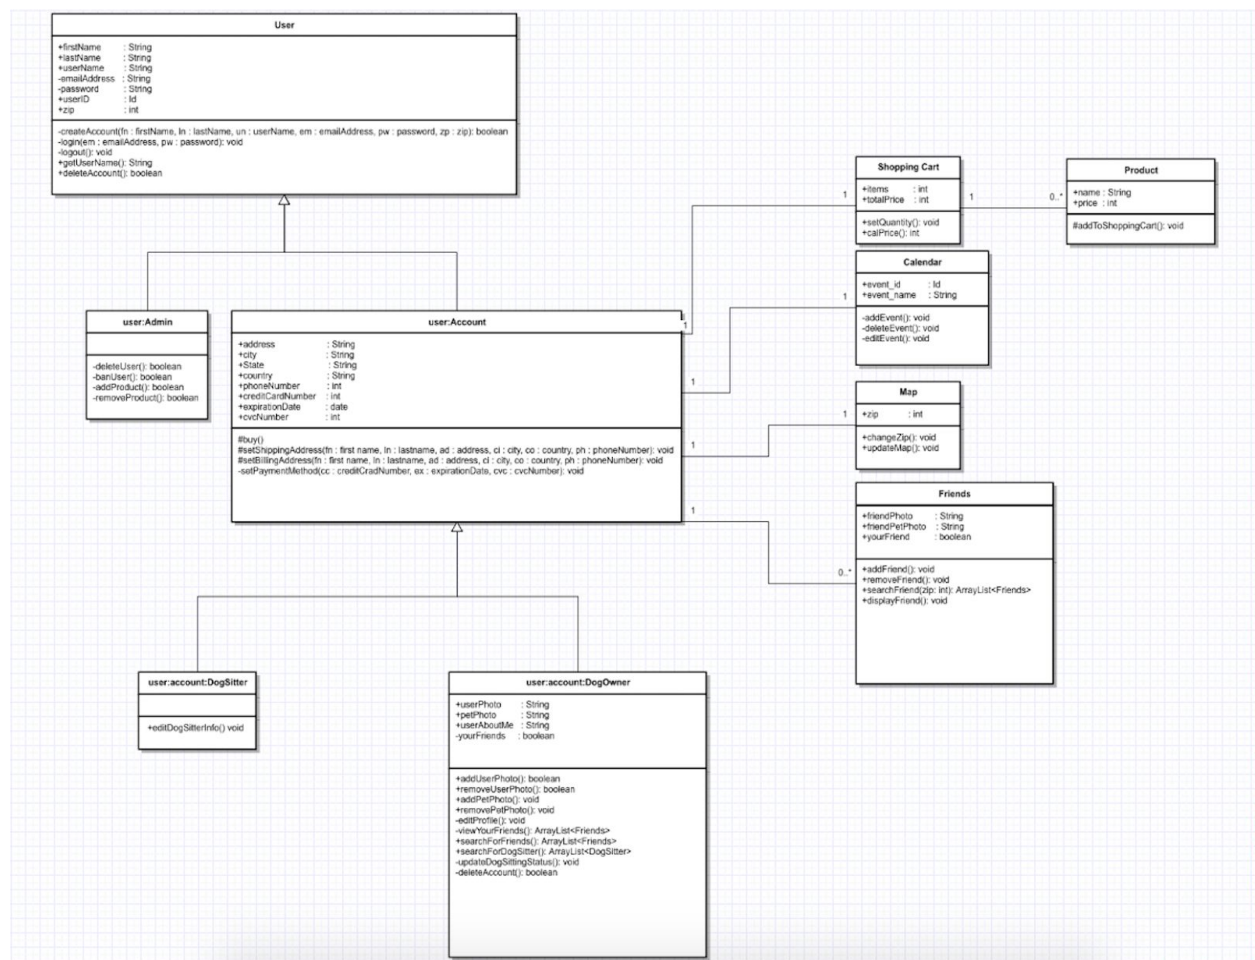 User
+firstName : String
+lastName : String
+userName : String
-emailAddress : String
-password : String
+userID : Id
+zip : int
-createAccount(fn : firstName, ln : lastName, un : userName, em : emailAddress, pw : password, zp : zip): boolean
-login(em : emailAddress, pw : password): void
-logout(): void
+getUserName(): String
+deleteAccount(): boolean
Shopping Cart
+items : int
+totalPrice : int
+setQuantity(): void
+calPrice(): int
1
1
0..*
Product
+name : String
+price : int
#addToShoppingCart(): void
Calendar
+event_id : Id
+event_name : String
-addEvent(): void
-deleteEvent(): void
-editEvent(): void
1
user:Admin
-deleteUser(): boolean
-banUser(): boolean
-addProduct(): boolean
-removeProduct(): boolean
user:Account
+address : String
+city : String
+State : String
+country : String
+phoneNumber : int
+creditCardNumber : int
+expirationDate : date
+cvcNumber : int
#buy()
#setShippingAddress(fn : first name, ln : lastname, ad : address, ci : city, co : country, ph : phoneNumber): void
#setBillingAddress(fn : first name, ln : lastname, ad : address, ci : city, co : country, ph : phoneNumber): void
-setPaymentMethod(cc : creditCradNumber, ex : expirationDate, cvc : cvcNumber): void
1
1
1
1
Map
+zip : int
+changeZip(): void
+updateMap(): void
1
Friends
+friendPhoto : String
+friendPetPhoto : String
+yourFriend : boolean
+addFriend(): void
+removeFriend(): void
+searchFriend(zip: int): ArrayList<Friends>
+displayFriend(): void
0..*
user:account:DogSitter
+editDogSitterInfo() void
user:account:DogOwner
+userPhoto : String
+petPhoto : String
+userAboutMe : String
-yourFriends : boolean
+addUserPhoto(): boolean
+removeUserPhoto(): boolean
+addPetPhoto(): void
+removePetPhoto(): void
-editProfile(): void
-viewYourFriends(): ArrayList<Friends>
+searchForFriends(): ArrayList<Friends>
+searchForDogSitter(): ArrayList<DogSitter>
-updateDogSittingStatus(): void
-deleteAccount(): boolean